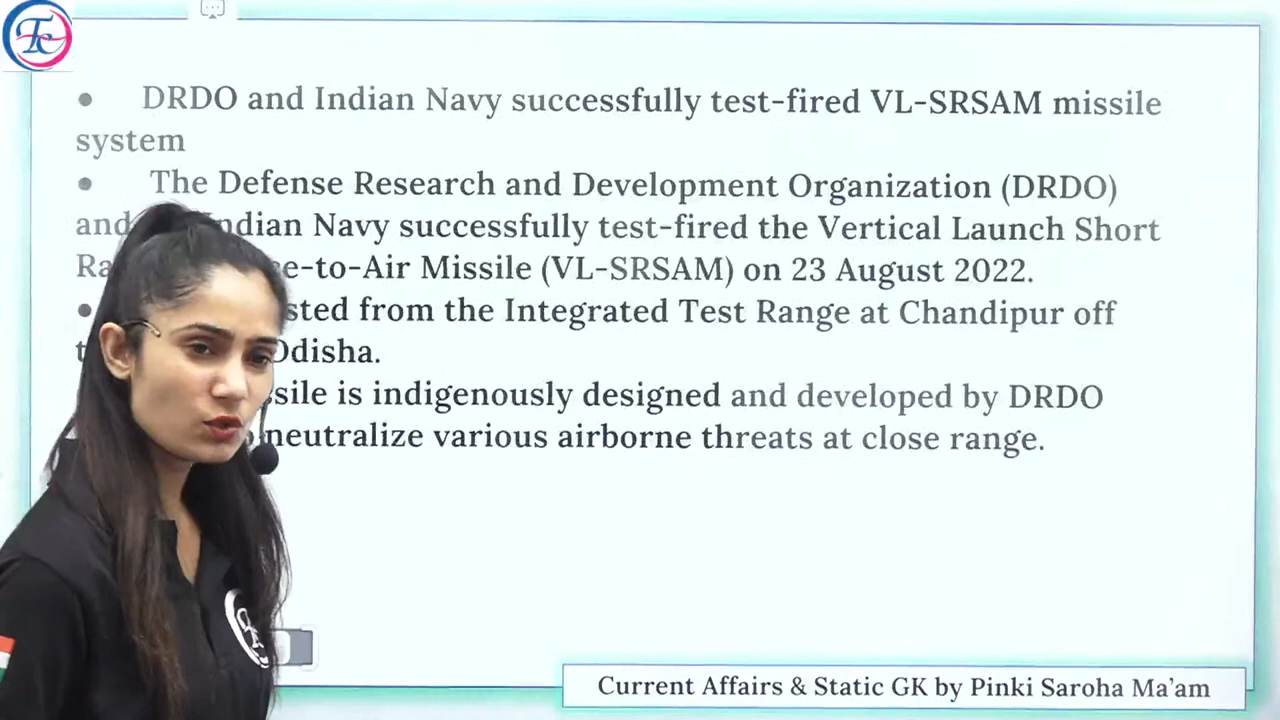 ● DRDO and Indian Navy successfully test-fired VL-SRSAM missile
system
● The Defense Research and Development Organization (DRDO)
and Indian Navy successfully test-fired the Vertical Launch Short
e-to-Air Missile (VL-SRSAM) on 23 August 2022.
● sted from the Integrated Test Range at Chandipur off
Odisha.
sile is indigenously designed and developed by DRDO
neutralize various airborne threats at close range.
Current Affairs & Static GK by Pinki Saroha Ma'am